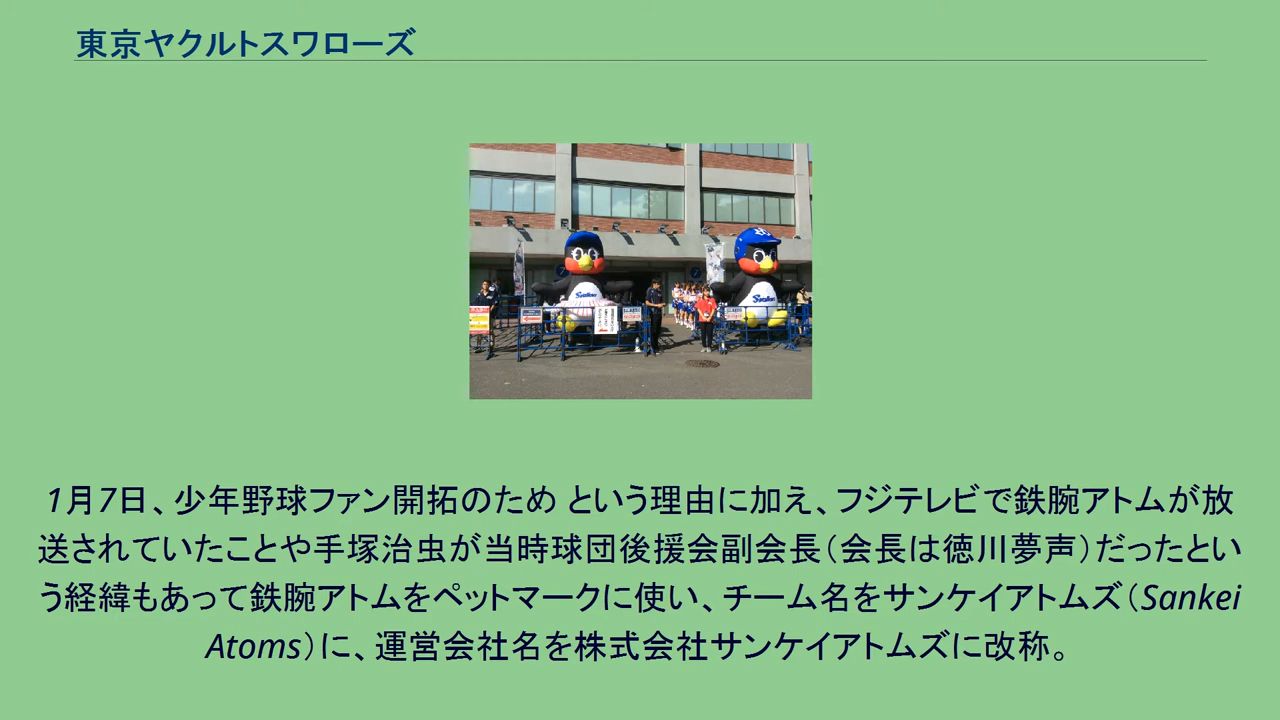 東京ヤクルトスワローズ
Swallows
Swallows
1月7日、少年野球ファン開拓のため という理由に加え、フジテレビで鉄腕アトムが放
送されていたことや手塚治虫が当時球団後援会副会長（会長は徳川夢声）だったとい
う経緯もあって鉄腕アトムをペットマークに使い、チーム名をサンケイアトムズ（Sankei
Atoms）に、運営会社名を株式会社サンケイアトムズに改称。